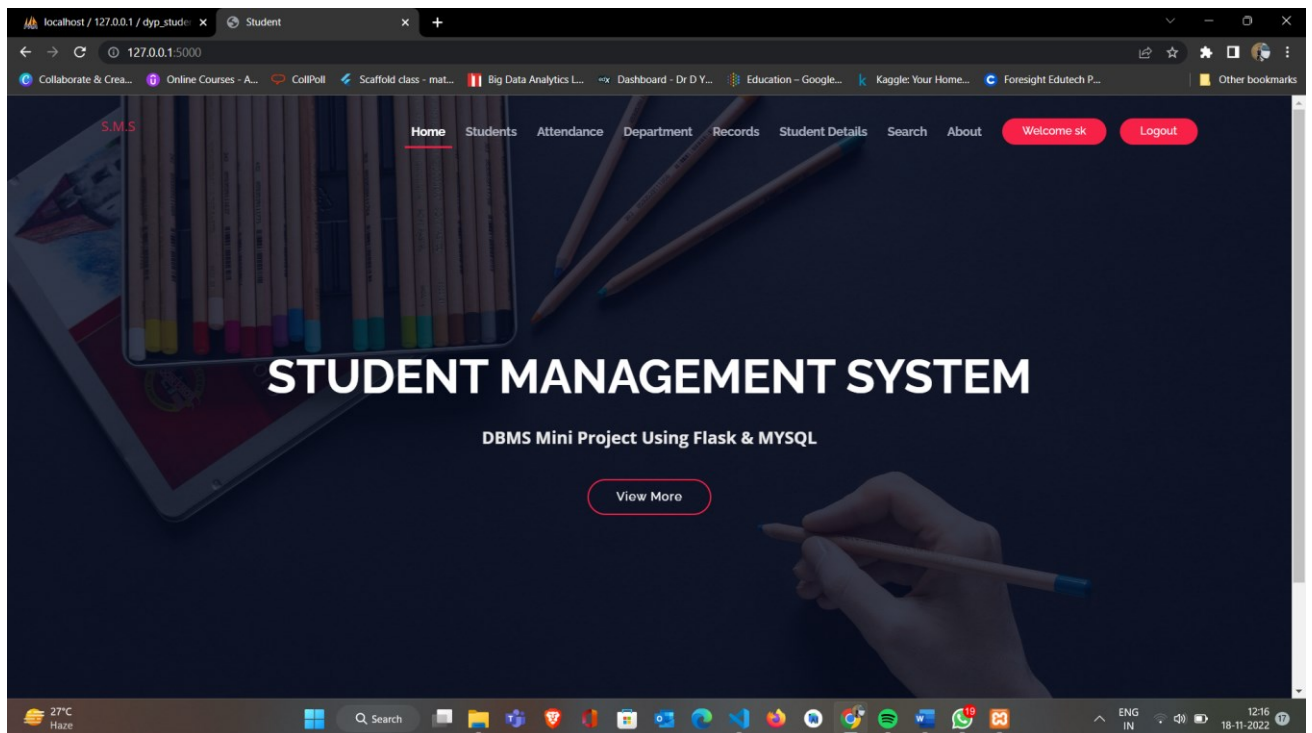 localhost / 127.0.0.1 / dyp_studer
Student
127.0.0.1:5000
Collaborate & Crea... Online Courses - A... CollPoll Scaffold class - mat... Big Data Analytics L... Dashboard - Dr D Y... Education – Google... Kaggle: Your Home... Foresight Edutech P... Other bookmarks
S.M.S Home Students Attendance Department Records Student Details Search About Welcome sk Logout
STUDENT MANAGEMENT SYSTEM
DBMS Mini Project Using Flask & MYSQL
View More
27°C
Haze
Search
19
ENG
IN
12:16
18-11-2022
17